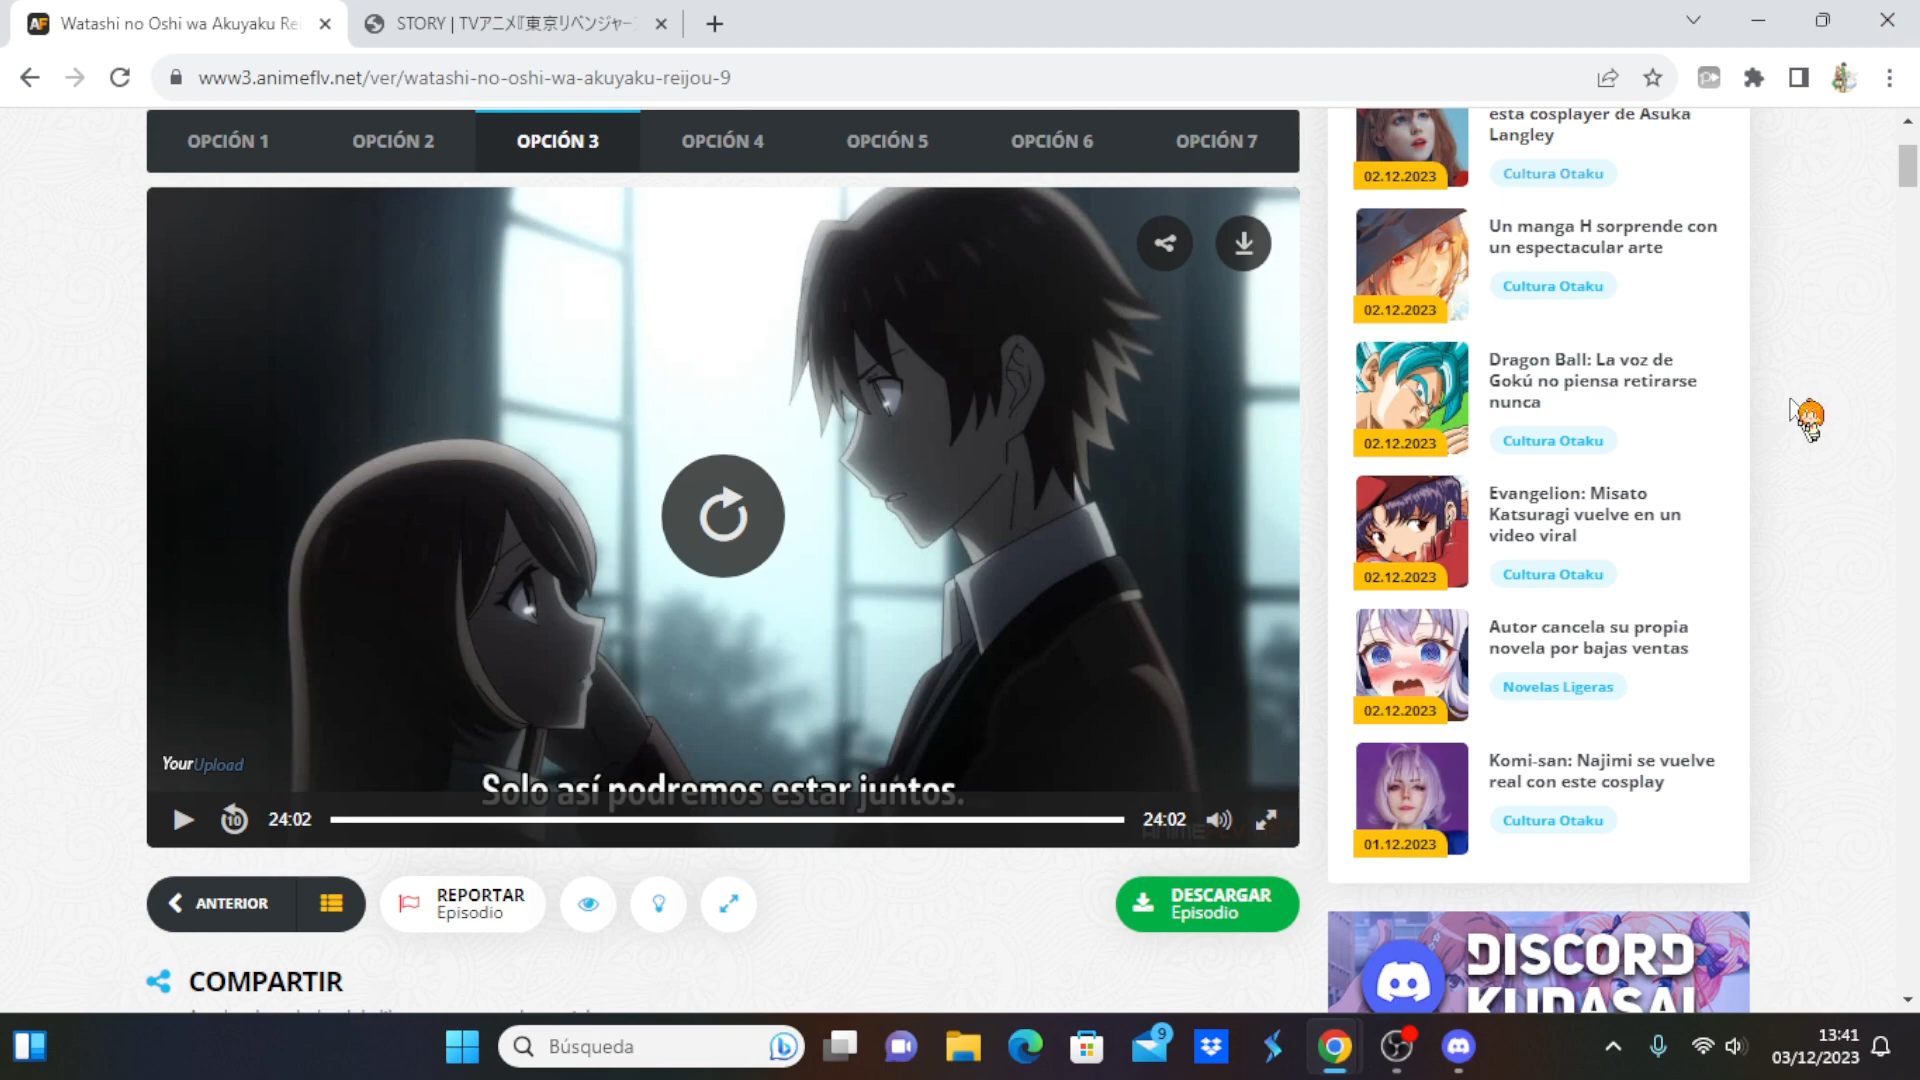 Watashi no Oshi wa Akuyaku Rei
STORY | TVアニメ『東京リベンジャー
www3.animeflv.net/ver/watashi-no-oshi-wa-akuyaku-reijou-9
OPCIÓN 1
OPCIÓN 2
OPCIÓN 3
OPCIÓN 4
OPCIÓN 5
OPCIÓN 6
OPCIÓN 7
YourUpload
Solo así podremos estar juntos.
10
24:02
24:02
ANTERIOR
REPORTAR
Episodio
DESCARGAR
Episodio
COMPARTIR
esta cosplayer de Asuka
Langley
Cultura Otaku
02.12.2023
Un manga H sorprende con
un espectacular arte
Cultura Otaku
02.12.2023
Dragon Ball: La voz de
Gokú no piensa retirarse
nunca
Cultura Otaku
02.12.2023
Evangelion: Misato
Katsuragi vuelve en un
video viral
Cultura Otaku
02.12.2023
Autor cancela su propia
novela por bajas ventas
Novelas Ligeras
02.12.2023
Komi-san: Najimi se vuelve
real con este cosplay
Cultura Otaku
01.12.2023
DISCORD
KUDASAI
Búsqueda
9
13:41
03/12/2023